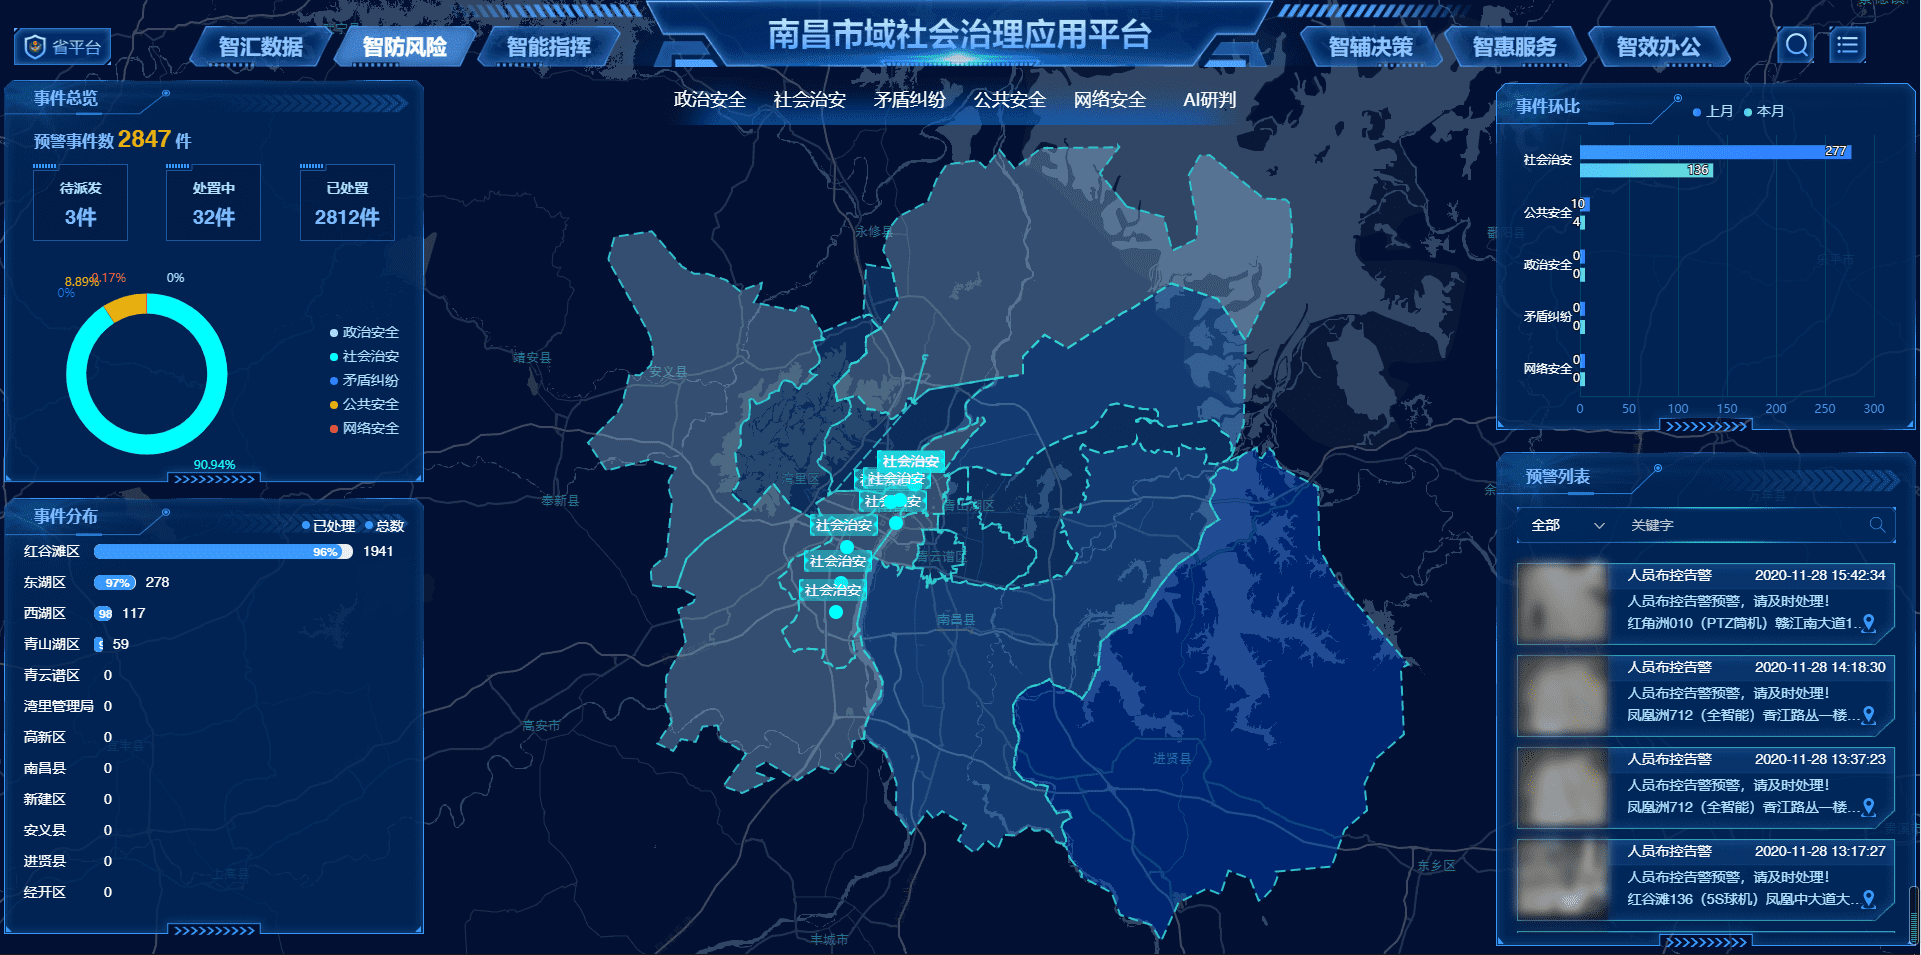 省平台
智汇数据
智防风险
智能指挥
南昌市域社会治理应用平台
智辅决策
智惠服务
智效办公
政治安全
社会治安
矛盾纠纷
公共安全
网络安全
AI研判
事件总览
预警事件数 2847 件
待派发
3件
处置中
32件
已处置
2812件
8.89%
0.17%
0%
0%
90.94%
政治安全
社会治安
矛盾纠纷
公共安全
网络安全
事件分布
已处理 总数
红谷滩区 96% 1941
东湖区 97% 278
西湖区 98 117
青山湖区 59
青云谱区 0
湾里管理局 0
高新区 0
南昌县 0
新建区 0
安义县 0
进贤县 0
经开区 0
永修县
靖安县
安义县
奉新县
湾里区
社会治安
社会治安
社会治安
社会治安
社会治安
青山湖区
青云谱区
南昌县
高安市
进贤县
东乡区
丰城市
上高县
宜丰县
乐平市
万年县
事件环比
上月 本月
社会治安 277
136
公共安全 10
4
政治安全 0
0
矛盾纠纷 0
0
网络安全 0
0
0 50 100 150 200 250 300
预警列表
全部 关键字
人员布控告警 2020-11-28 15:42:34
人员布控告警预警，请及时处理！
红角洲010（PTZ筒机）赣江南大道1...
人员布控告警 2020-11-28 14:18:30
人员布控告警预警，请及时处理！
凤凰洲712（全智能）香江路丛一楼...
人员布控告警 2020-11-28 13:37:23
人员布控告警预警，请及时处理！
凤凰洲712（全智能）香江路丛一楼...
人员布控告警 2020-11-28 13:17:27
人员布控告警预警，请及时处理！
红谷滩136（5S球机）凤凰中大道大...